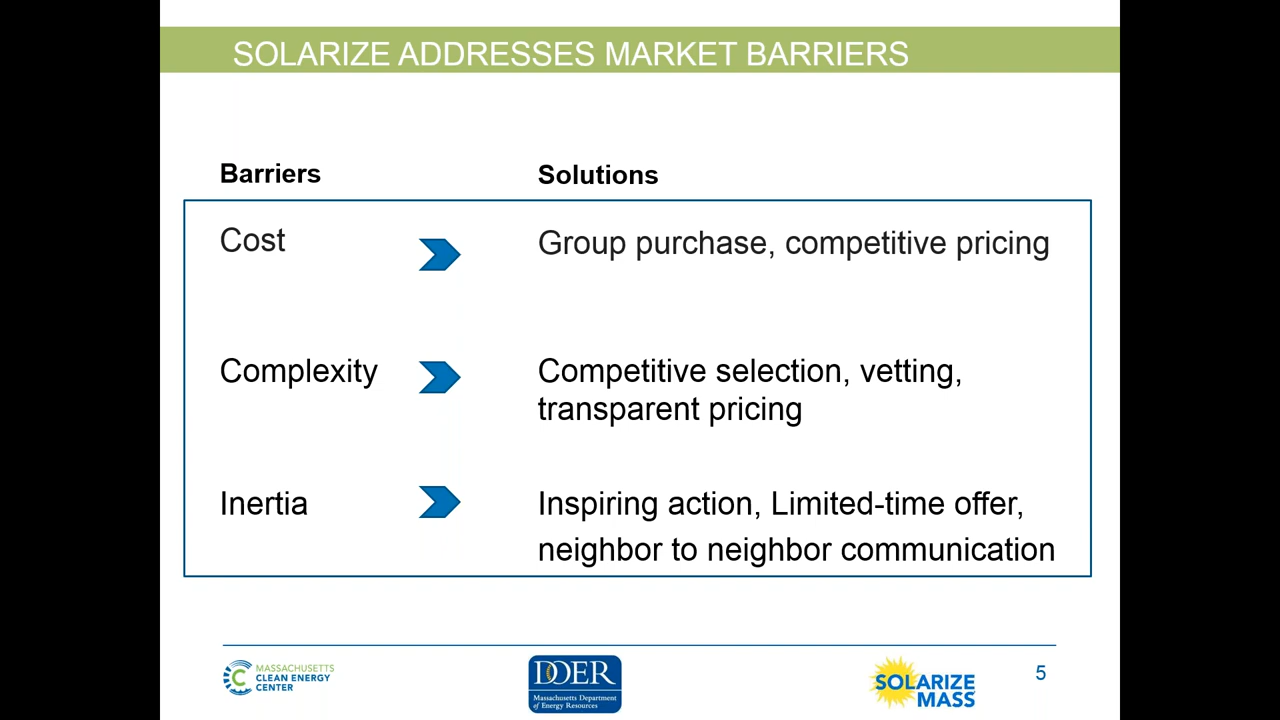 SOLARIZE ADDRESSES MARKET BARRIERS
Barriers
Solutions
Cost
Group purchase, competitive pricing
Complexity
Competitive selection, vetting,
transparent pricing
Inertia
Inspiring action, Limited-time offer,
neighbor to neighbor communication
MASSACHUSETTS
CLEAN ENERGY
CENTER
DOER
Massachusetts Department
of Energy Resources
SOLARIZE
MASS
5